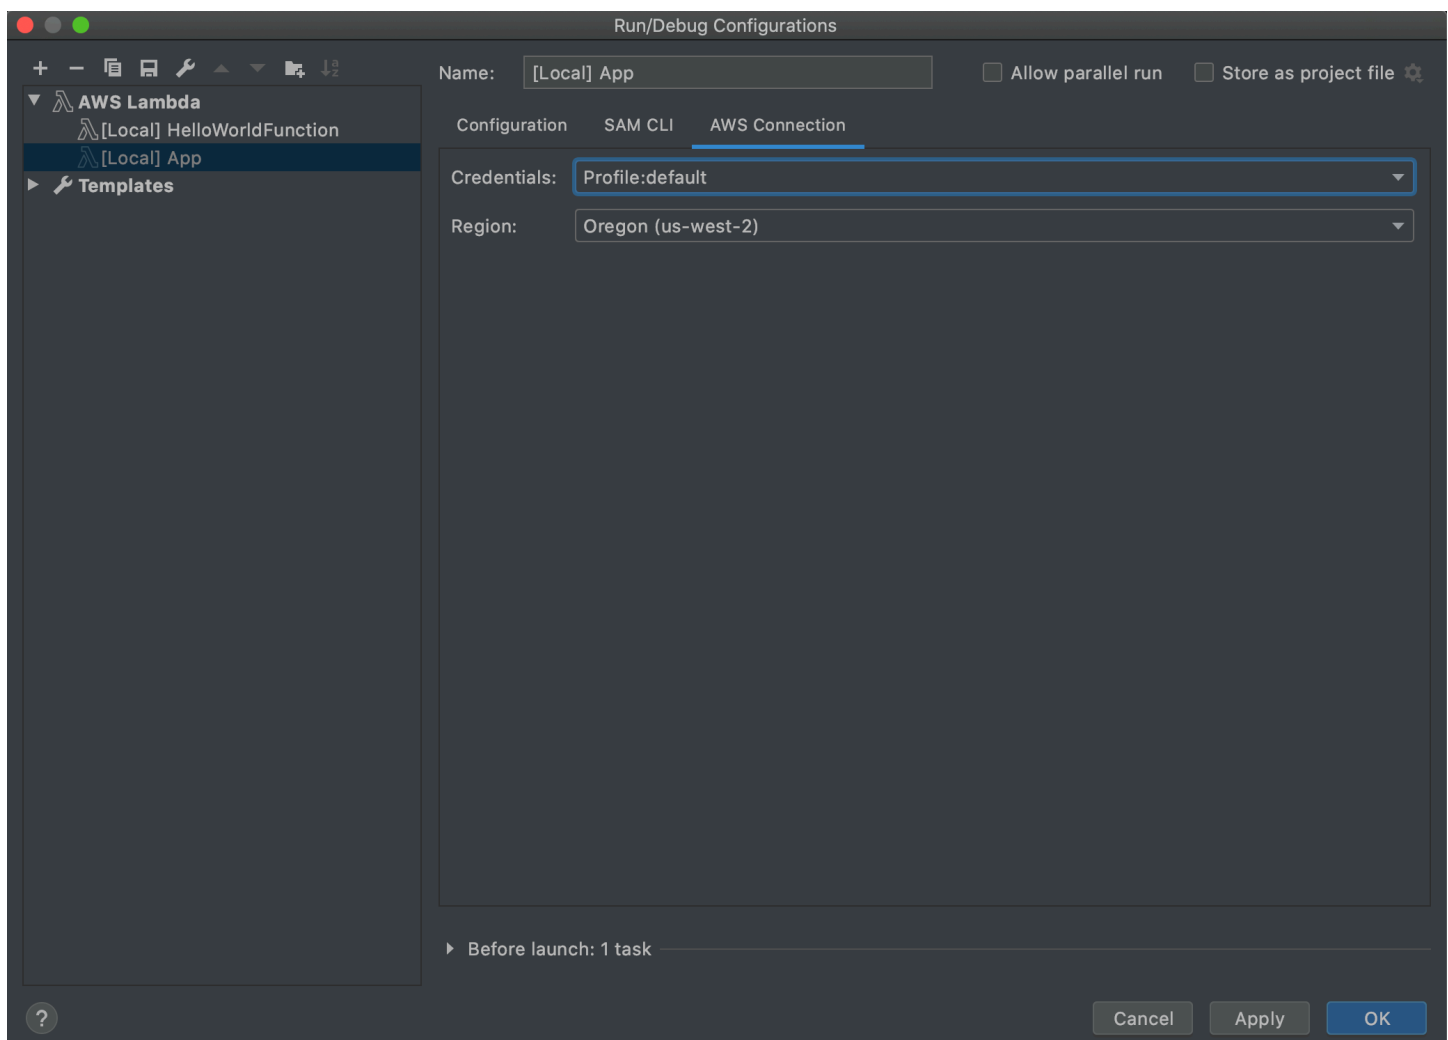 Run/Debug Configurations
Name: [Local] App Allow parallel run Store as project file
AWS Lambda
[Local] HelloWorldFunction
[Local] App
Templates
Configuration SAM CLI AWS Connection
Credentials: Profile:default
Region: Oregon (us-west-2)
Before launch: 1 task
? Cancel Apply OK